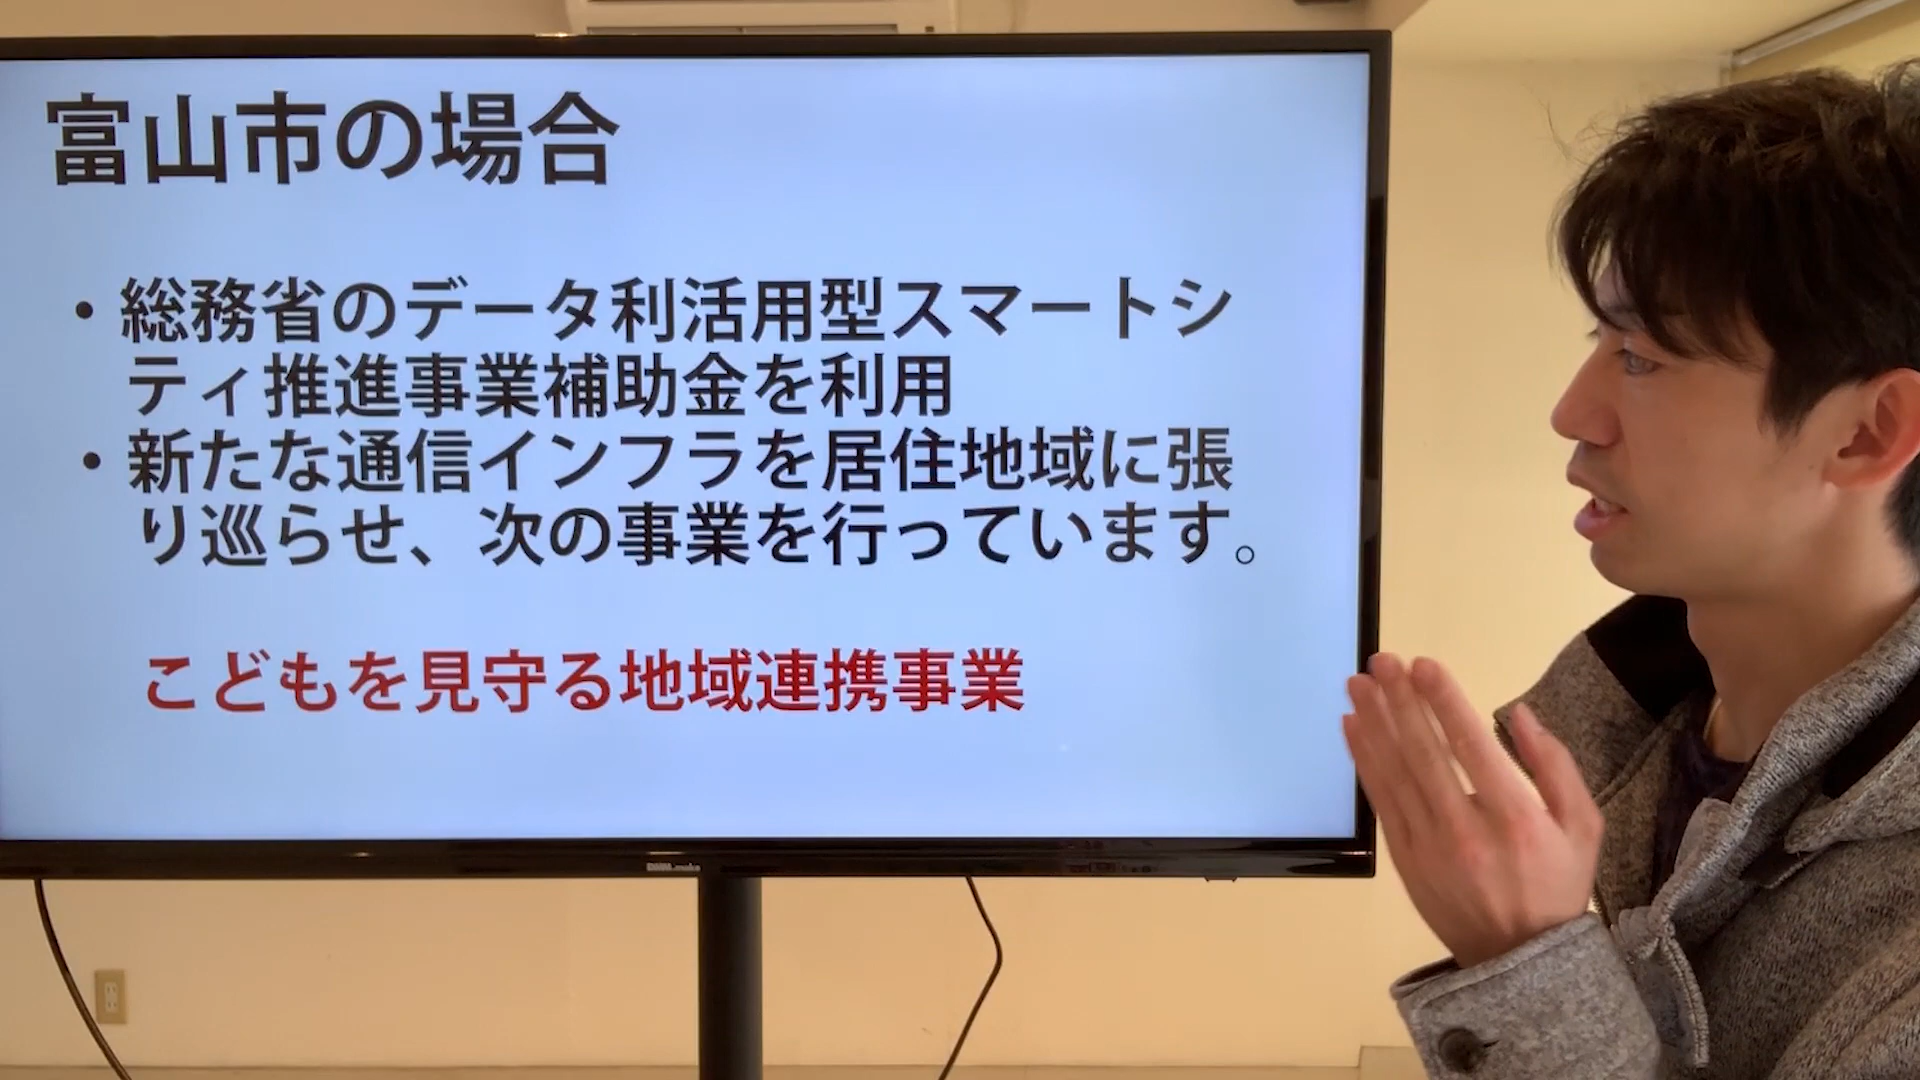 富山市の場合
・総務省のデータ利活用型スマートシ
ティ推進事業補助金を利用
・新たな通信インフラを居住地域に張
り巡らせ、次の事業を行っています。
こどもを見守る地域連携事業